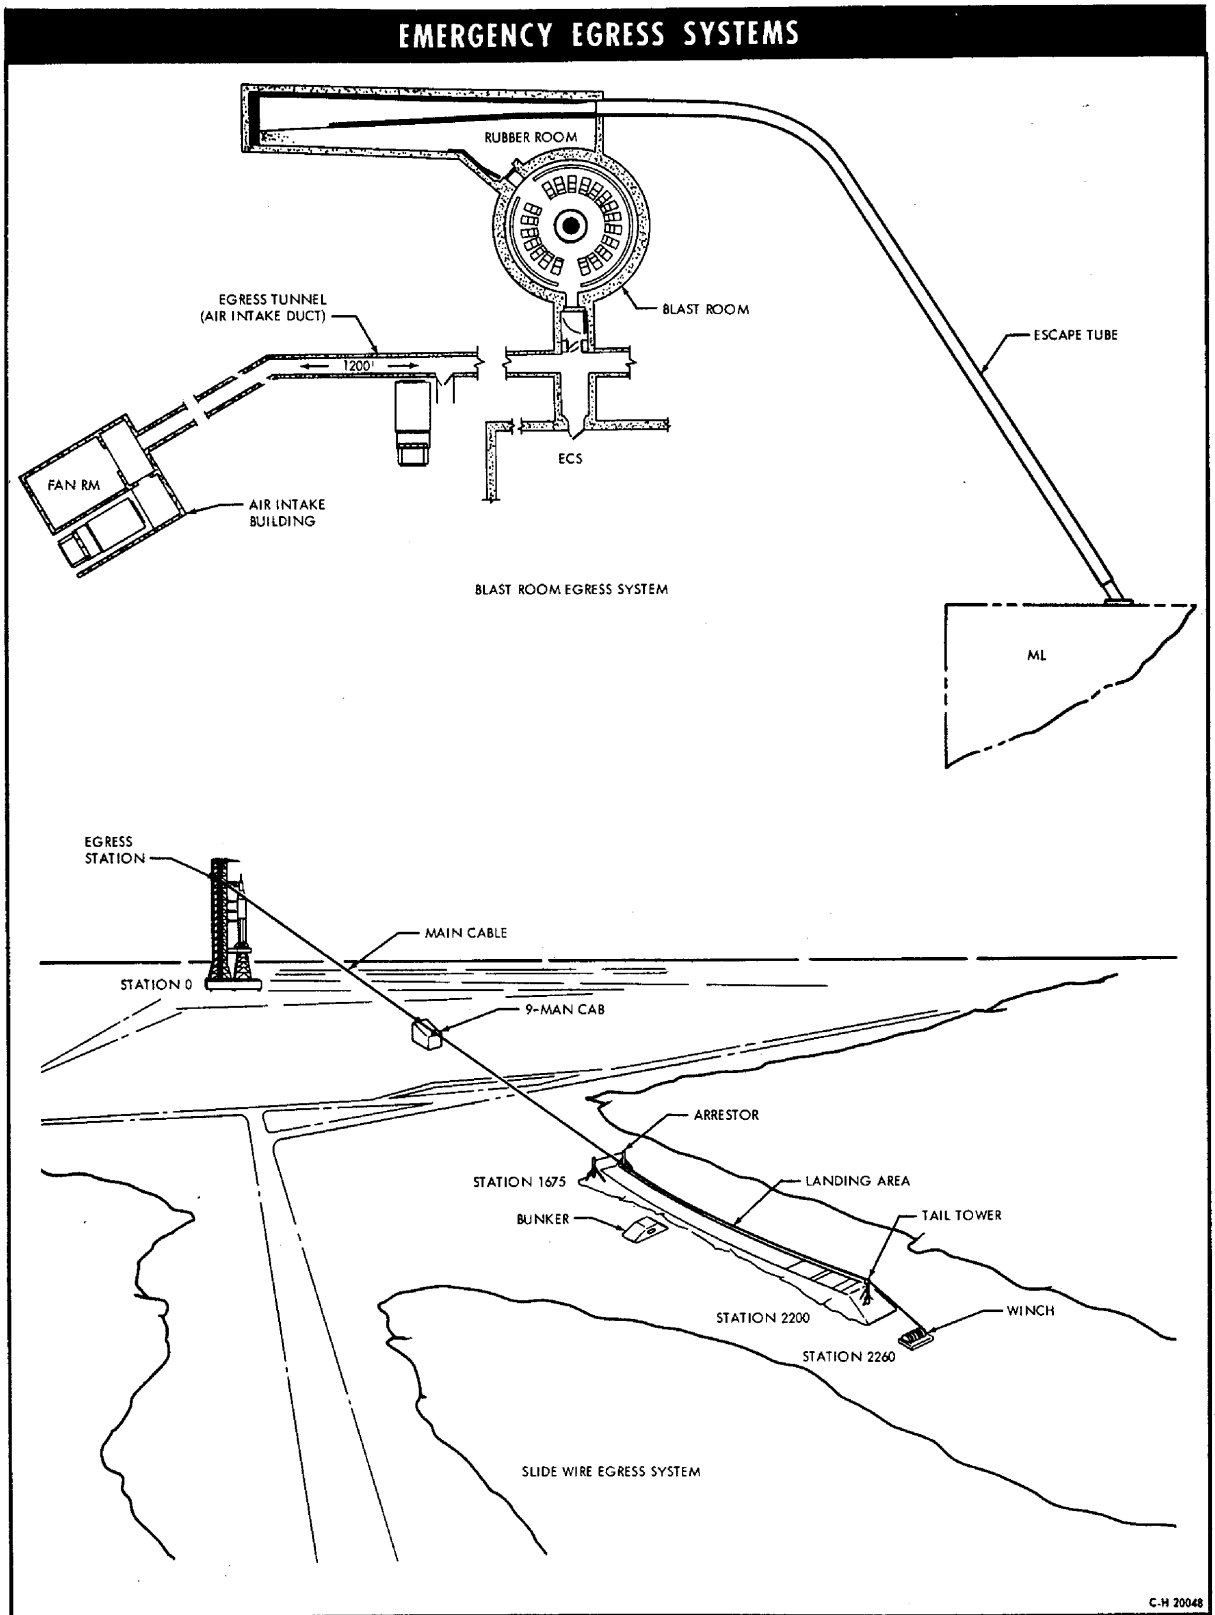 EMERGENCY EGRESS SYSTEMS
RUBBER ROOM
EGRESS TUNNEL
(AIR INTAKE DUCT)
BLAST ROOM
ESCAPE TUBE
1200'
ECS
FAN RM
AIR INTAKE
BUILDING
BLAST ROOM EGRESS SYSTEM
ML
EGRESS
STATION
MAIN CABLE
STATION 0
9-MAN CAB
ARRESTOR
STATION 1675
LANDING AREA
BUNKER
TAIL TOWER
STATION 2200
WINCH
STATION 2260
SLIDE WIRE EGRESS SYSTEM
C-H 20048